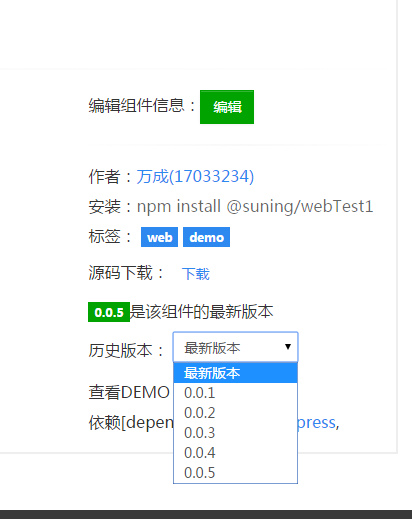 编辑组件信息：编辑
作者：万成(17033234)
安装：npm install @suning/webTest1
标签： web demo
源码下载： 下载
0.0.5是该组件的最新版本
历史版本： 最新版本
最新版本
0.0.1
0.0.2
0.0.3
0.0.4
0.0.5
查看DEMO
依赖[depen press,